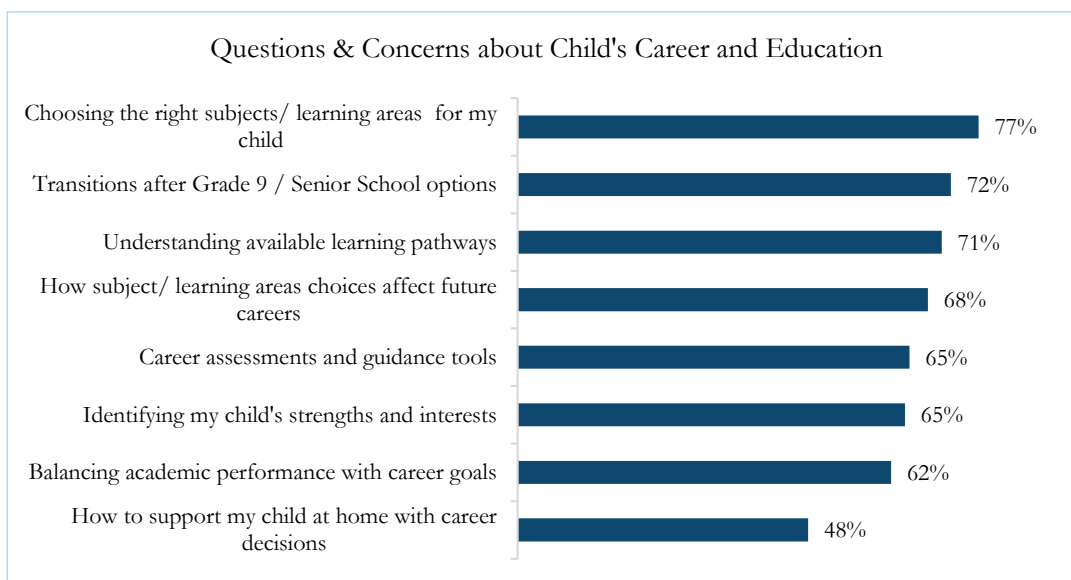 Questions & Concerns about Child's Career and Education
Choosing the right subjects/ learning areas for my
child
77%
Transitions after Grade 9 / Senior School options
72%
Understanding available learning pathways
71%
How subject/ learning areas choices affect future
careers
68%
Career assessments and guidance tools
65%
Identifying my child's strengths and interests
65%
Balancing academic performance with career goals
62%
How to support my child at home with career
decisions
48%